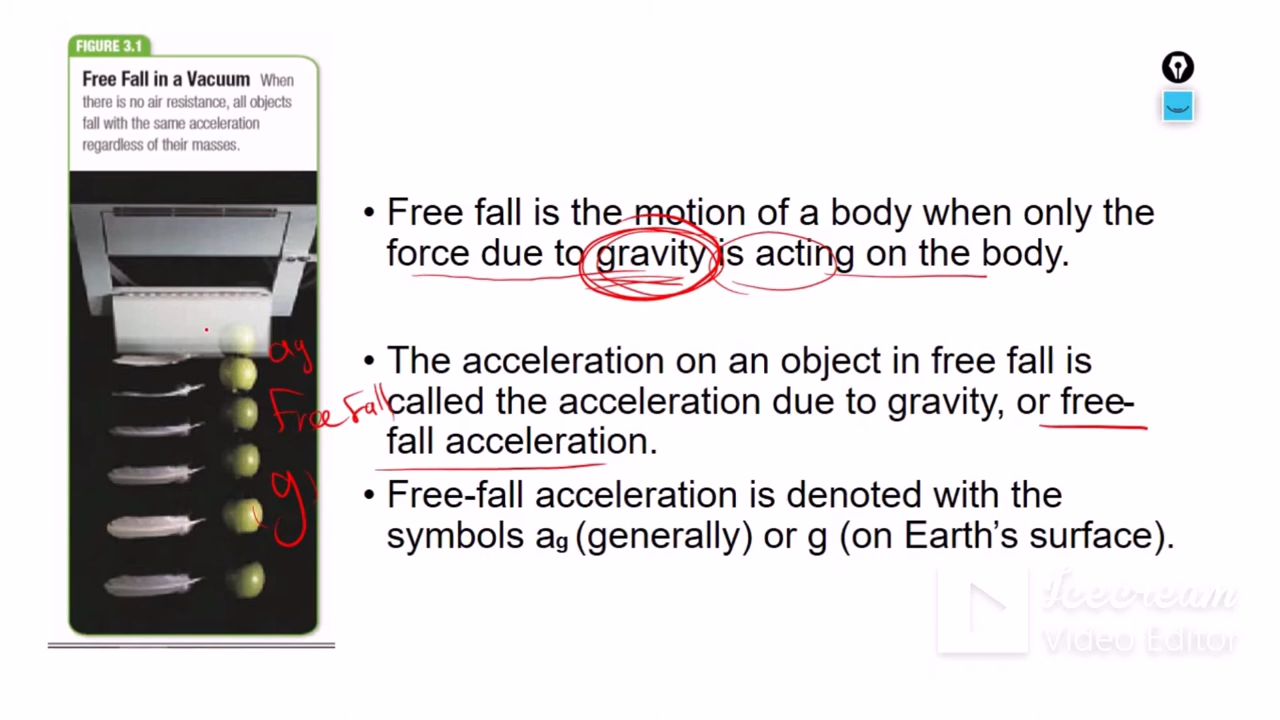 FIGURE 3.1
Free Fall in a Vacuum When
there is no air resistance, all objects
fall with the same acceleration
regardless of their masses.
• Free fall is the motion of a body when only the
force due to gravity is acting on the body.
• The acceleration on an object in free fall is
called the acceleration due to gravity, or free-
fall acceleration.
• Free-fall acceleration is denoted with the
symbols ag (generally) or g (on Earth's surface).
ag
Free Fall
g
Icecream
Video Editor